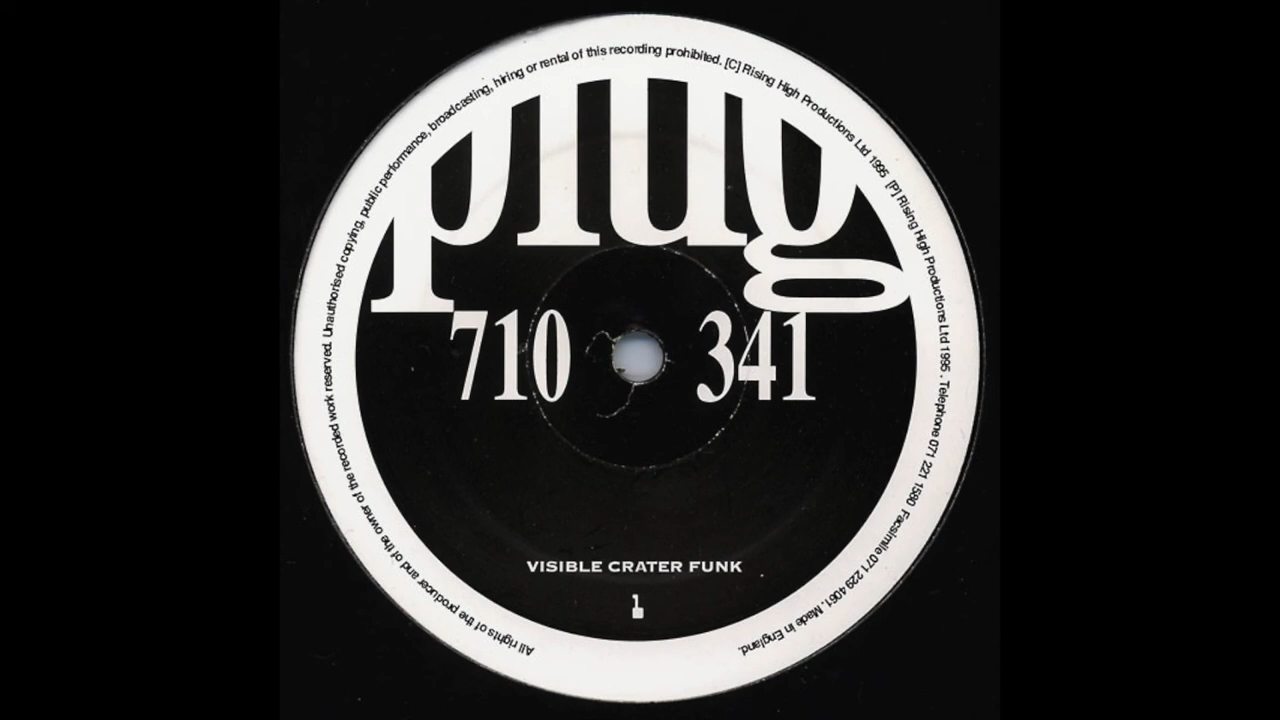 All rights of the producer and of the owner of the recorded work reserved. Unauthorised copying, public performance, broadcasting, hiring or rental of this recording prohibited. [C] Rising High Productions Ltd 1995 [P] Rising High Productions Ltd 1995 . Telephone 071 221 1580 Facsimile 071 229 4061. Made in England.
plug
710 341
VISIBLE CRATER FUNK
1